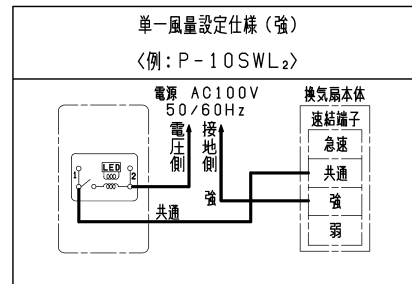 単一風量設定仕様（強）
〈例：P-10SWL₂〉
電源 AC100V
50/60Hz
換気扇本体
速結端子
電圧側
接地側
急速
共通
強
弱
LED
1
2
強
共通